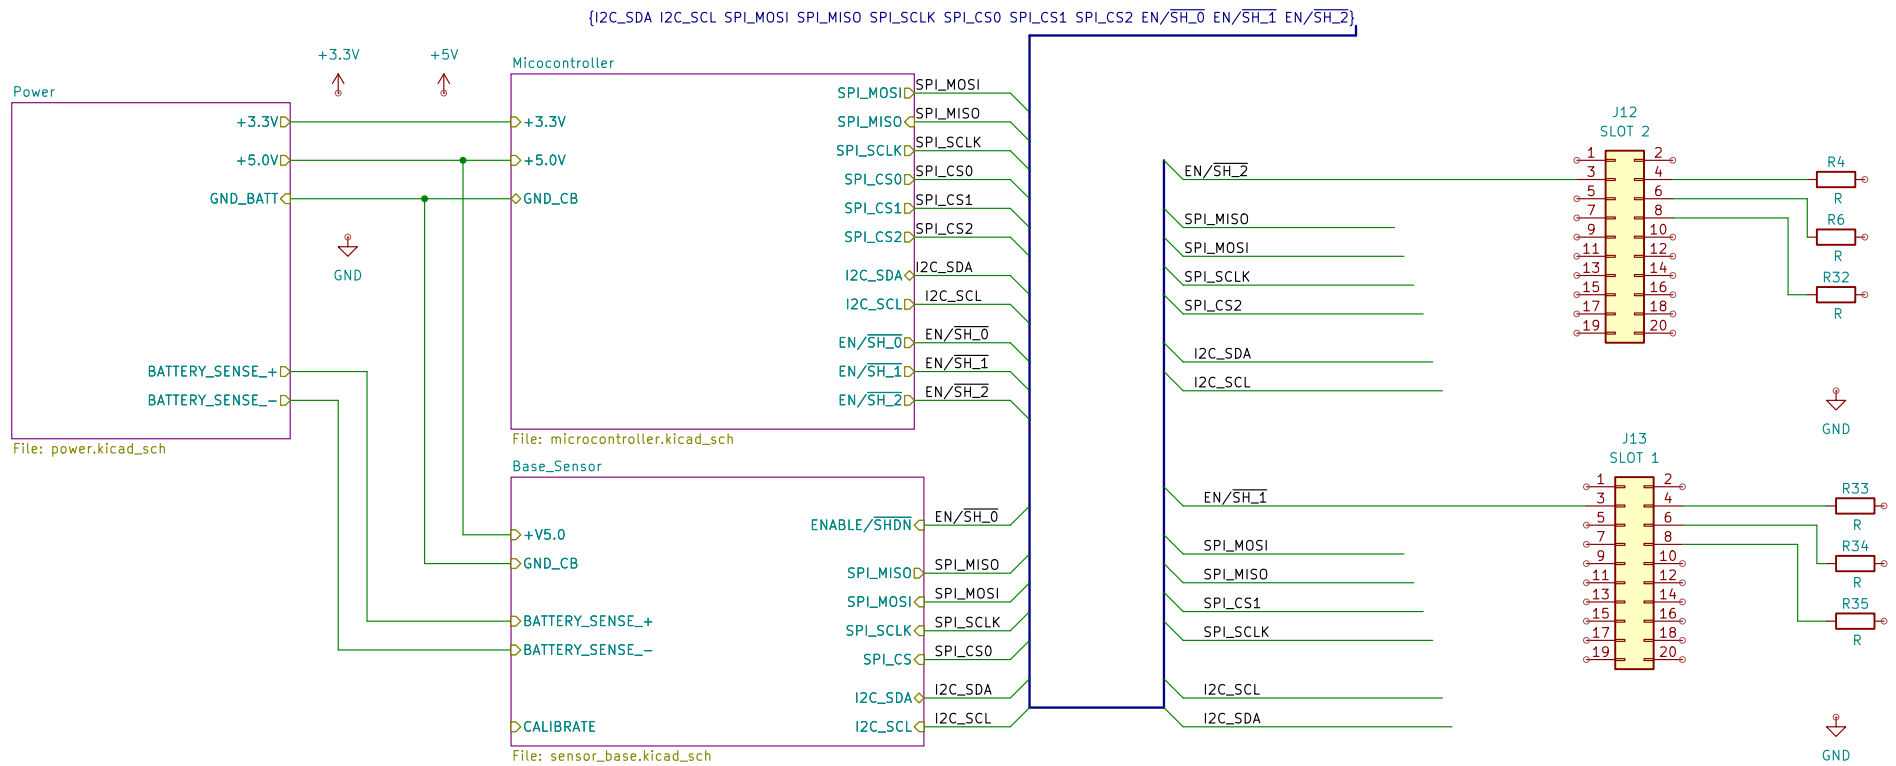 {I2C_SDA I2C_SCL SPI_MOSI SPI_MISO SPI_SCLK SPI_CS0 SPI_CS1 SPI_CS2 EN/SH_0 EN/SH_1 EN/SH_2}
+3.3V
+5V
GND
Power
+3.3V
+5.0V
GND_BATT
BATTERY_SENSE_+
BATTERY_SENSE_-
File: power.kicad_sch
Micocontroller
+3.3V
+5.0V
GND_CB
SPI_MOSI
SPI_MISO
SPI_SCLK
SPI_CS0
SPI_CS1
SPI_CS2
I2C_SDA
I2C_SCL
EN/SH_0
EN/SH_1
EN/SH_2
File: microcontroller.kicad_sch
SPI_MOSI
SPI_MISO
SPI_SCLK
SPI_CS0
SPI_CS1
SPI_CS2
I2C_SDA
I2C_SCL
EN/SH_0
EN/SH_1
EN/SH_2
Base_Sensor
+V5.0
GND_CB
BATTERY_SENSE_+
BATTERY_SENSE_-
CALIBRATE
ENABLE/SHDN
SPI_MISO
SPI_MOSI
SPI_SCLK
SPI_CS
I2C_SDA
I2C_SCL
File: sensor_base.kicad_sch
EN/SH_0
SPI_MISO
SPI_MOSI
SPI_SCLK
SPI_CS0
I2C_SDA
I2C_SCL
EN/SH_2
SPI_MISO
SPI_MOSI
SPI_SCLK
SPI_CS2
I2C_SDA
I2C_SCL
EN/SH_1
SPI_MOSI
SPI_MISO
SPI_CS1
SPI_SCLK
I2C_SCL
I2C_SDA
J12
SLOT 2
1 2
3 4
5 6
7 8
9 10
11 12
13 14
15 16
17 18
19 20
R4
R
R6
R
R32
R
GND
J13
SLOT 1
1 2
3 4
5 6
7 8
9 10
11 12
13 14
15 16
17 18
19 20
R33
R
R34
R
R35
R
GND